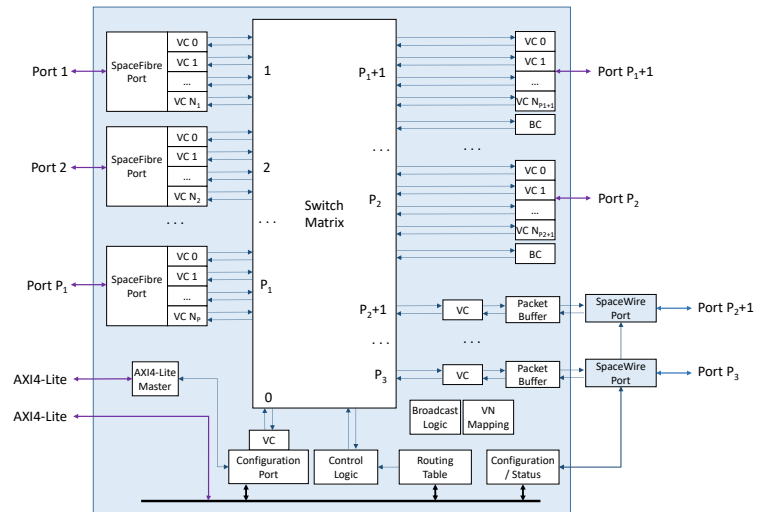 Port 1
SpaceFibre
Port
VC 0
VC 1
...
VC N1
1
Port 2
SpaceFibre
Port
VC 0
VC 1
...
VC N2
2
. . .
. . .
Port P1
SpaceFibre
Port
VC 0
VC 1
...
VC NP
P1
Switch
Matrix
P1+1
VC 0
VC 1
...
VC NP1+1
BC
Port P1+1
. . .
. . .
P2
VC 0
VC 1
...
VC NP2+1
BC
Port P2
P2+1
VC
Packet
Buffer
SpaceWire
Port
Port P2+1
. . .
. . .
P3
VC
Packet
Buffer
SpaceWire
Port
Port P3
AXI4-Lite
AXI4-Lite
Master
AXI4-Lite
0
VC
Broadcast
Logic
VN
Mapping
Configuration
Port
Control
Logic
Routing
Table
Configuration
/ Status